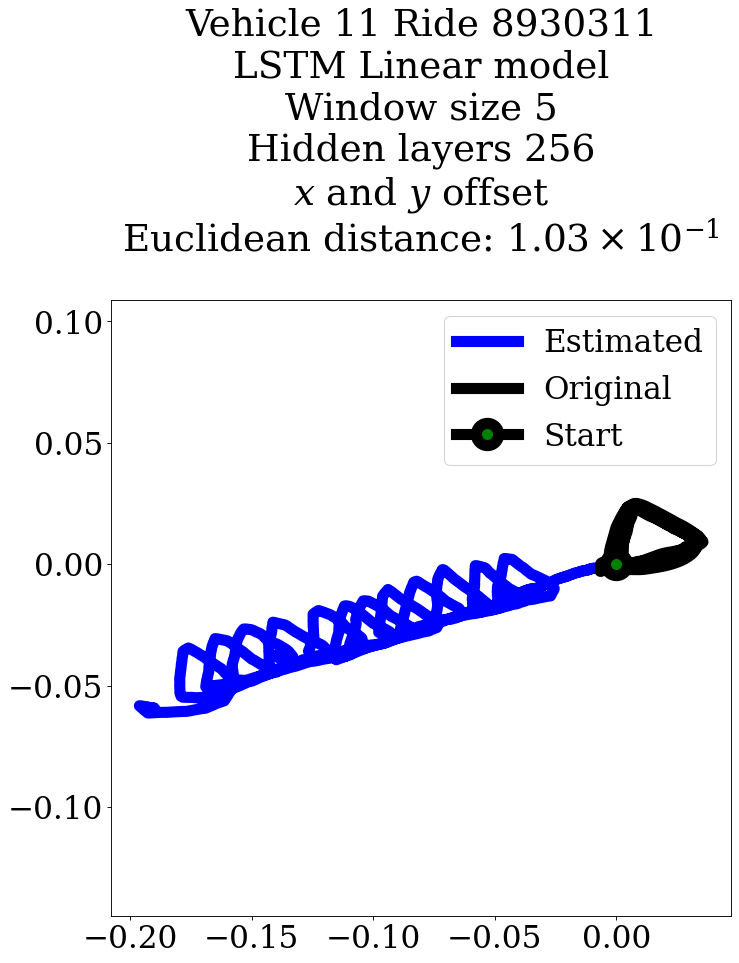 Vehicle 11 Ride 8930311
LSTM Linear model
Window size 5
Hidden layers 256
x and y offset
Euclidean distance: 1.03 × 10⁻¹
Estimated
Original
Start
0.10
0.05
0.00
−0.05
−0.10
−0.20 −0.15 −0.10 −0.05 0.00